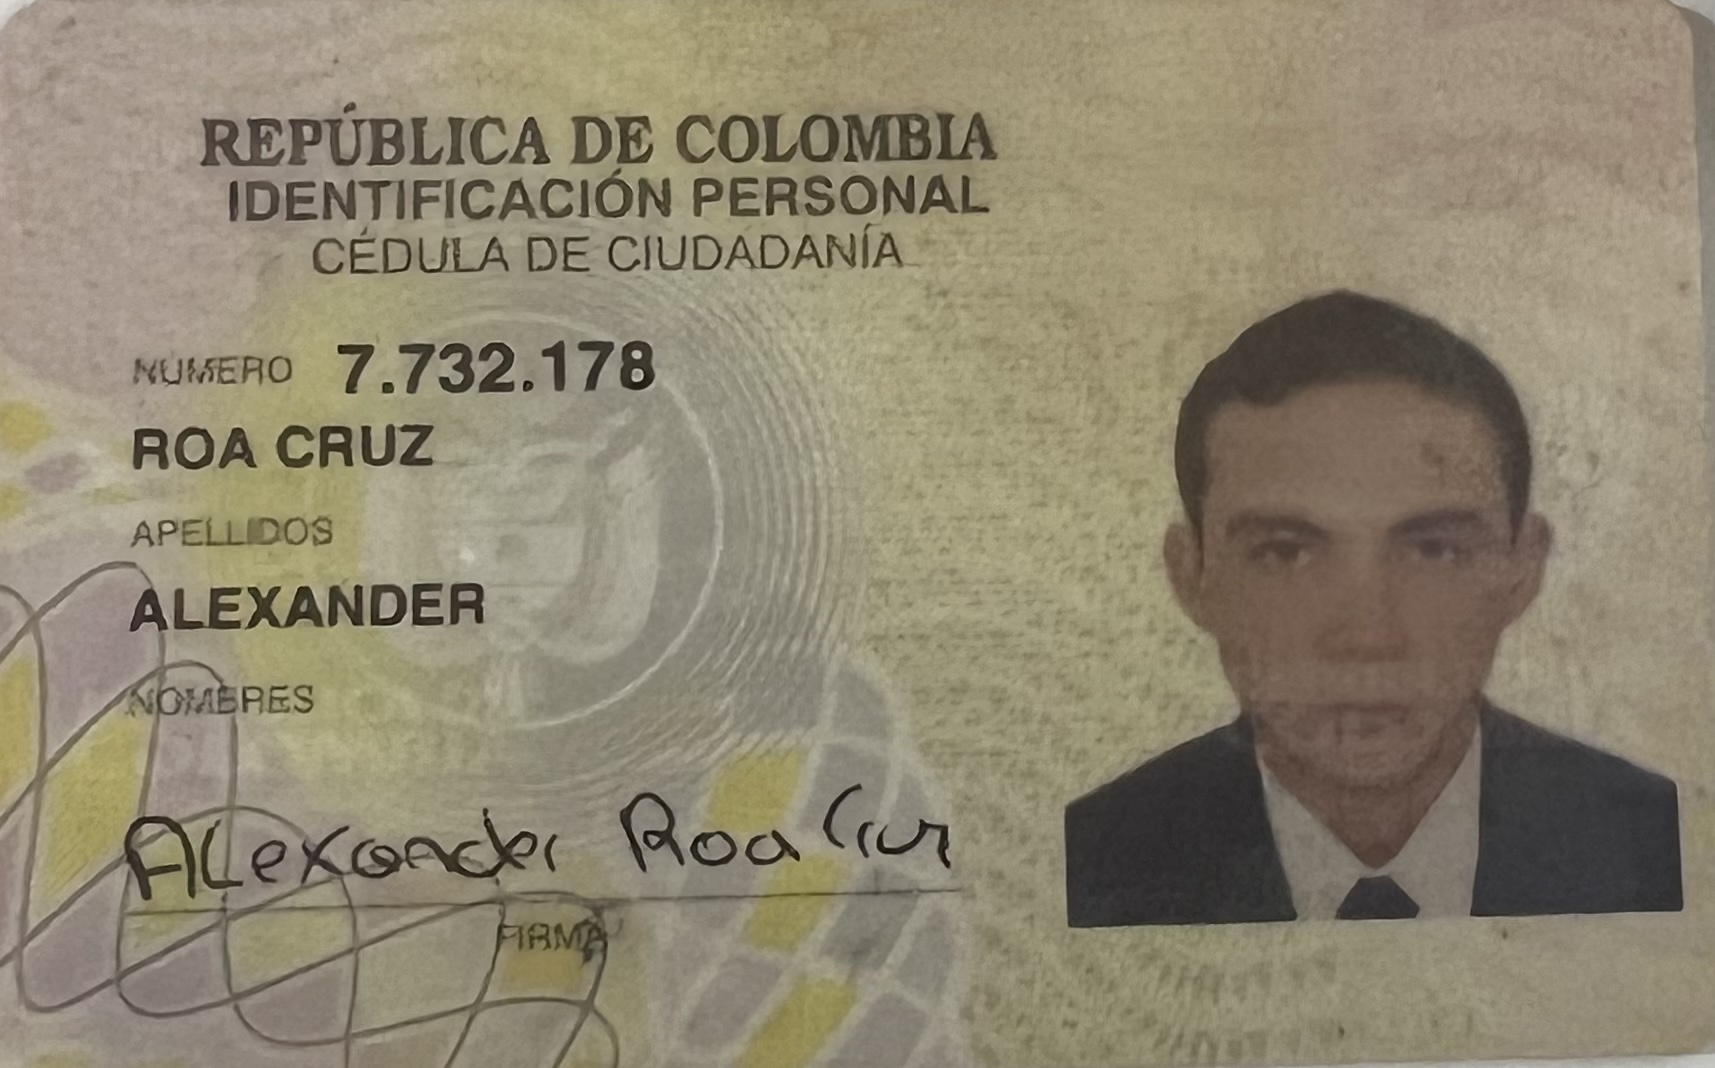 REPÚBLICA DE COLOMBIA
IDENTIFICACIÓN PERSONAL
CÉDULA DE CIUDADANÍA
NUMERO 7.732.178
ROA CRUZ
APELLIDOS
ALEXANDER
NOMBRES
Alexander Roa Cruz
FIRMA